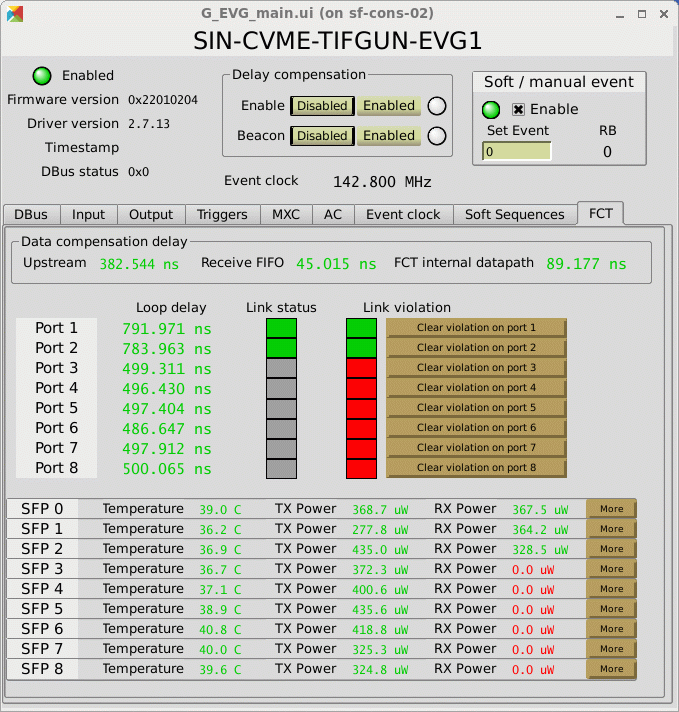 G_EVG_main.ui (on sf-cons-02)
SIN-CVME-TIFGUN-EVG1
Enabled
Firmware version 0x22010204
Driver version 2.7.13
Timestamp
DBus status 0x0
Delay compensation
Enable Disabled Enabled
Beacon Disabled Enabled
Event clock 142.800 MHz
Soft / manual event
Enable
Set Event RB
0 0
DBus Input Output Triggers MXC AC Event clock Soft Sequences FCT
Data compensation delay
Upstream 382.544 ns Receive FIFO 45.015 ns FCT internal datapath 89.177 ns
Loop delay Link status Link violation
Port 1 791.971 ns Clear violation on port 1
Port 2 783.963 ns Clear violation on port 2
Port 3 499.311 ns Clear violation on port 3
Port 4 496.430 ns Clear violation on port 4
Port 5 497.404 ns Clear violation on port 5
Port 6 486.647 ns Clear violation on port 6
Port 7 497.912 ns Clear violation on port 7
Port 8 500.065 ns Clear violation on port 8
SFP 0 Temperature 39.0 C TX Power 368.7 uW RX Power 367.5 uW More
SFP 1 Temperature 36.2 C TX Power 277.8 uW RX Power 364.2 uW More
SFP 2 Temperature 36.9 C TX Power 435.0 uW RX Power 328.5 uW More
SFP 3 Temperature 36.7 C TX Power 372.3 uW RX Power 0.0 uW More
SFP 4 Temperature 37.1 C TX Power 400.6 uW RX Power 0.0 uW More
SFP 5 Temperature 38.9 C TX Power 435.6 uW RX Power 0.0 uW More
SFP 6 Temperature 40.8 C TX Power 418.8 uW RX Power 0.0 uW More
SFP 7 Temperature 40.0 C TX Power 325.3 uW RX Power 0.0 uW More
SFP 8 Temperature 39.6 C TX Power 324.8 uW RX Power 0.0 uW More